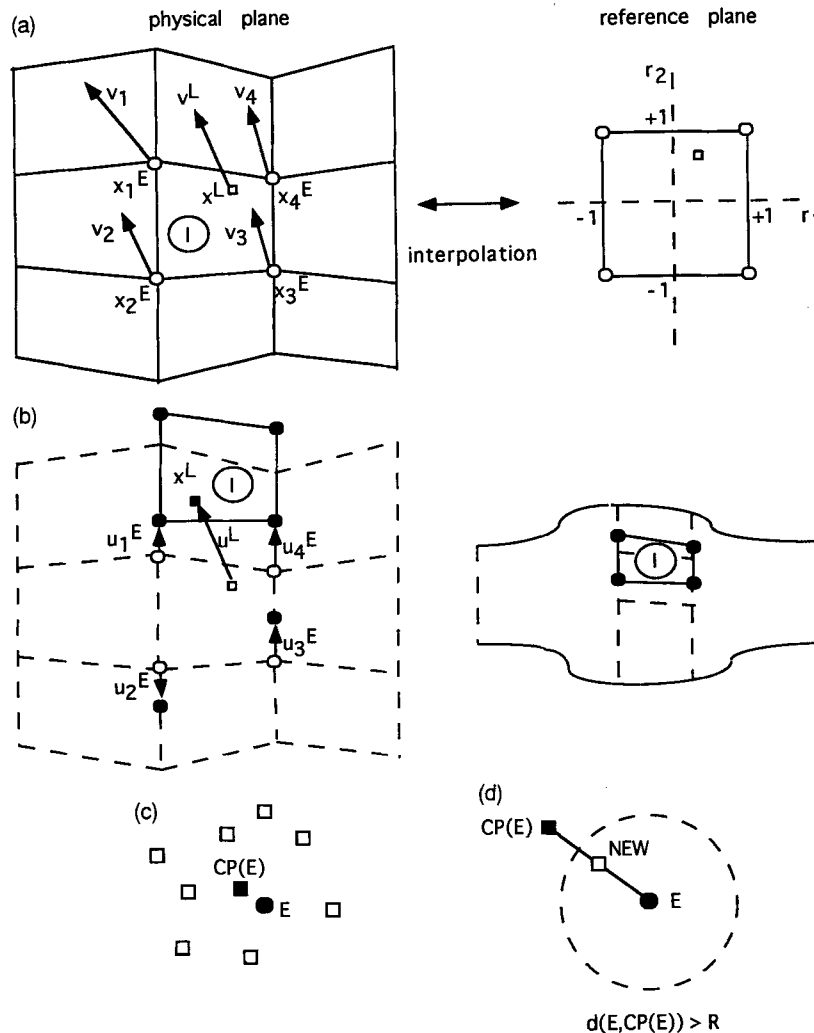 (a) physical plane reference plane
r2
v1 vL v4
+1
x1E xL x4E
-1 +1 r
v2 I v3
interpolation
x2E x3E
-1
(b)
xL I
u1E uL u4E
I
u3E
u2E
(c) (d)
CP(E)
NEW
CP(E)
E E
d(E,CP(E)) > R